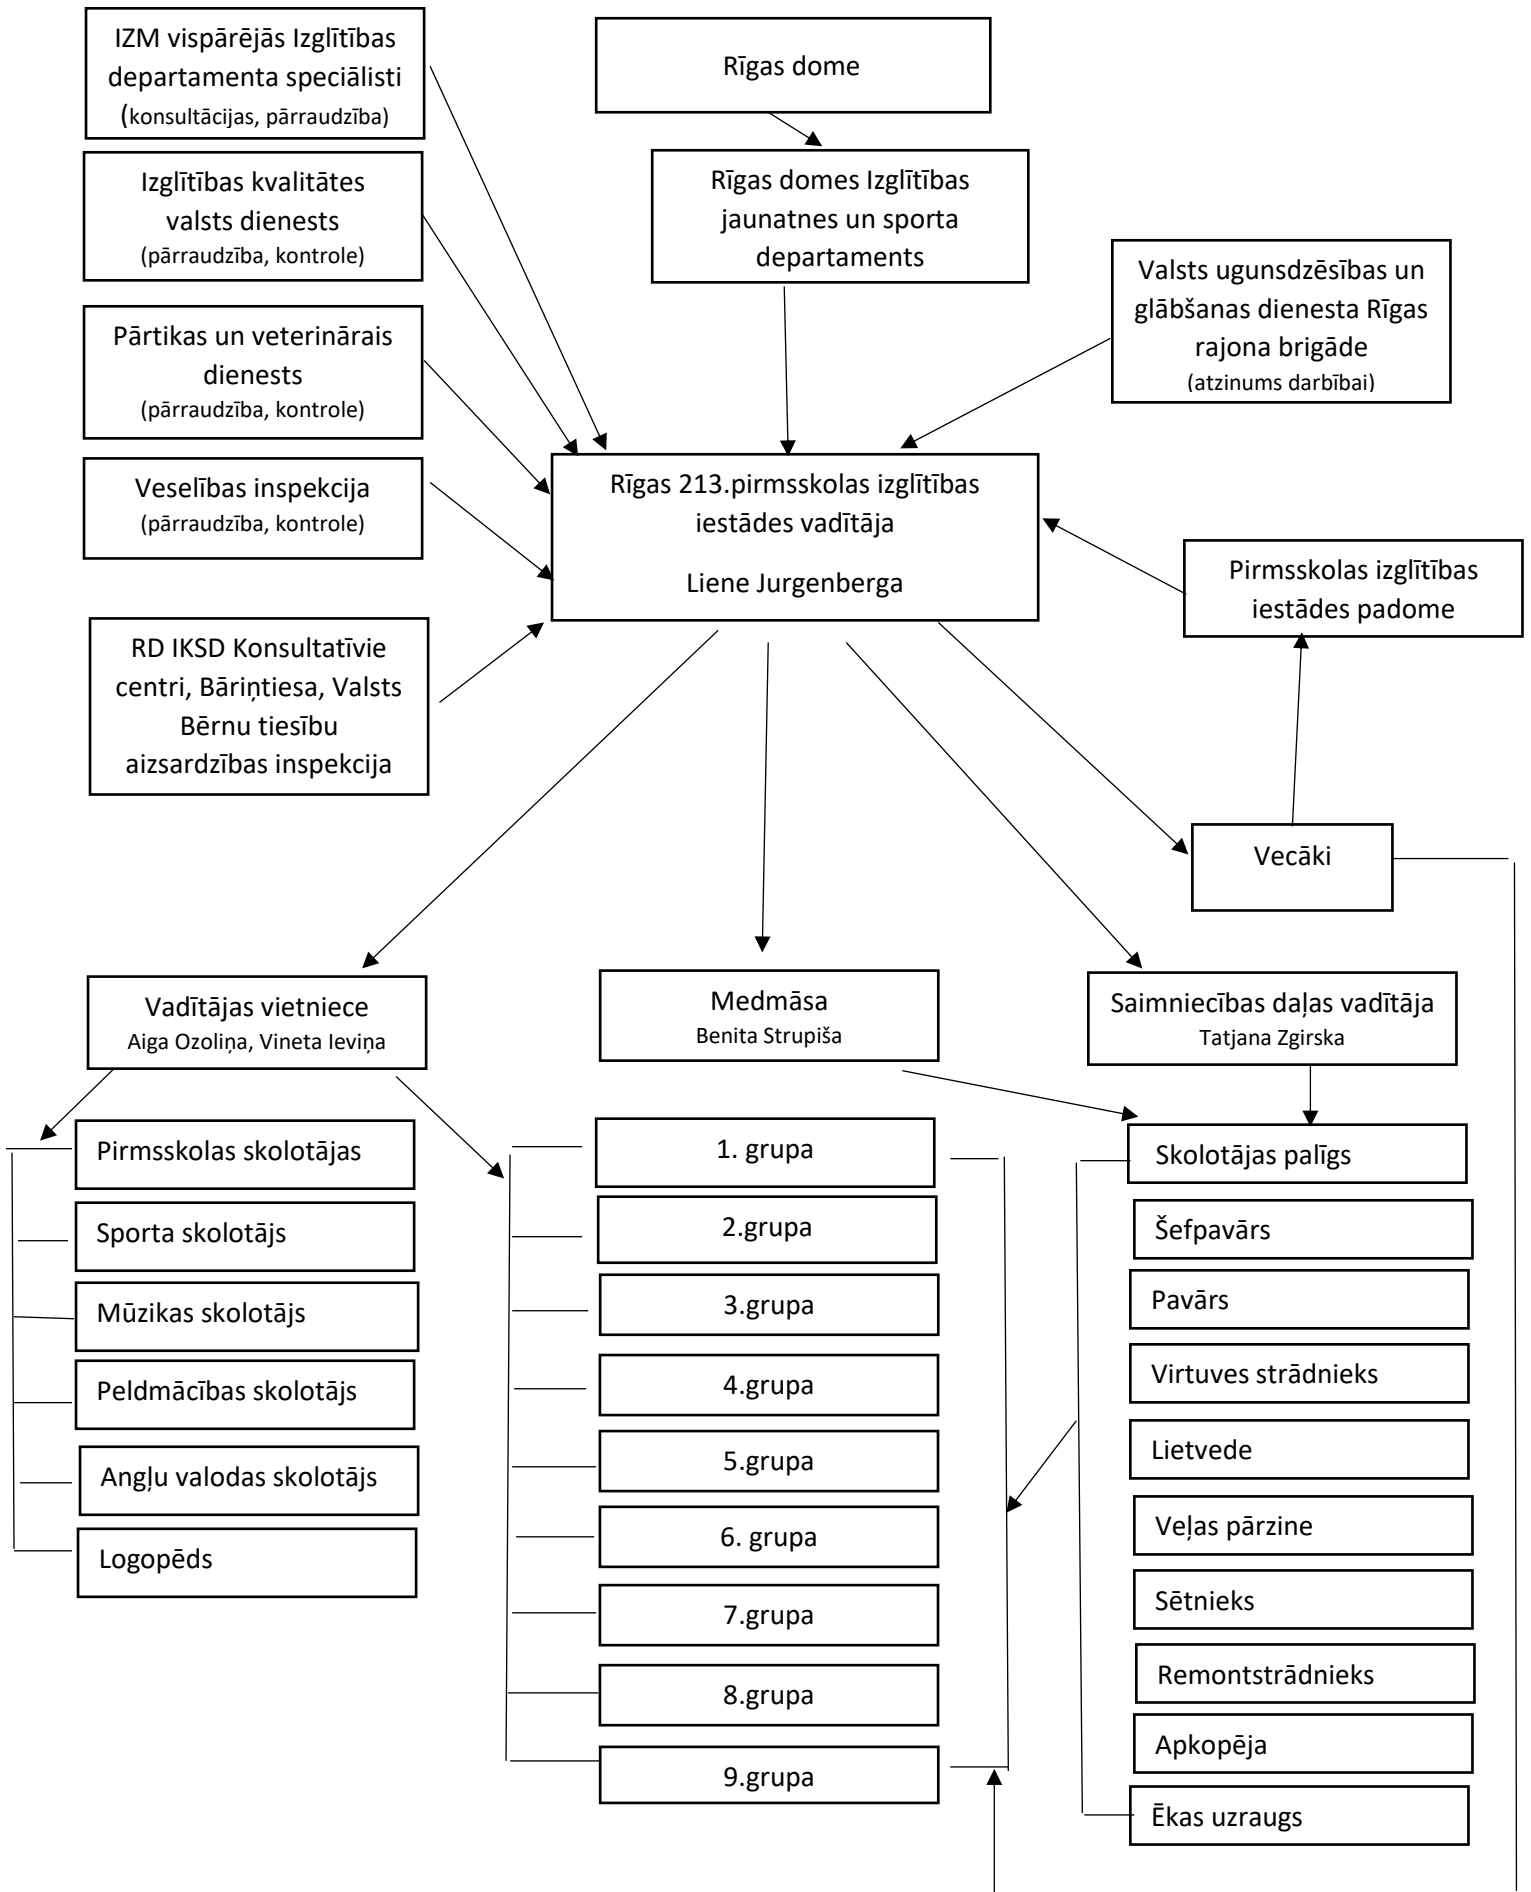 IZM vispārējās Izglītības
departamenta speciālisti
(konsultācijas, pārraudzība)
Rīgas dome
Izglītības kvalitātes
valsts dienests
(pārraudzība, kontrole)
Rīgas domes Izglītības
jaunatnes un sporta
departaments
Valsts ugunsdzēsības un
glābšanas dienesta Rīgas
rajona brigāde
(atzinums darbībai)
Pārtikas un veterinārais
dienests
(pārraudzība, kontrole)
Veselības inspekcija
(pārraudzība, kontrole)
Rīgas 213.pirmsskolas izglītības
iestādes vadītāja
Liene Jurgenberga
Pirmsskolas izglītības
iestādes padome
RD IKSD Konsultatīvie
centri, Bāriņtiesa, Valsts
Bērnu tiesību
aizsardzības inspekcija
Vecāki
Vadītājas vietniece
Aiga Ozoliņa, Vineta Ieviņa
Medmāsa
Benita Strupiša
Saimniecības daļas vadītāja
Tatjana Zgirska
Pirmsskolas skolotājas
Sporta skolotājs
Mūzikas skolotājs
Peldmācības skolotājs
Angļu valodas skolotājs
Logopēds
1. grupa
2.grupa
3.grupa
4.grupa
5.grupa
6. grupa
7.grupa
8.grupa
9.grupa
Skolotājas palīgs
Šefpavārs
Pavārs
Virtuves strādnieks
Lietvede
Veļas pārzine
Sētnieks
Remontstrādnieks
Apkopēja
Ēkas uzraugs